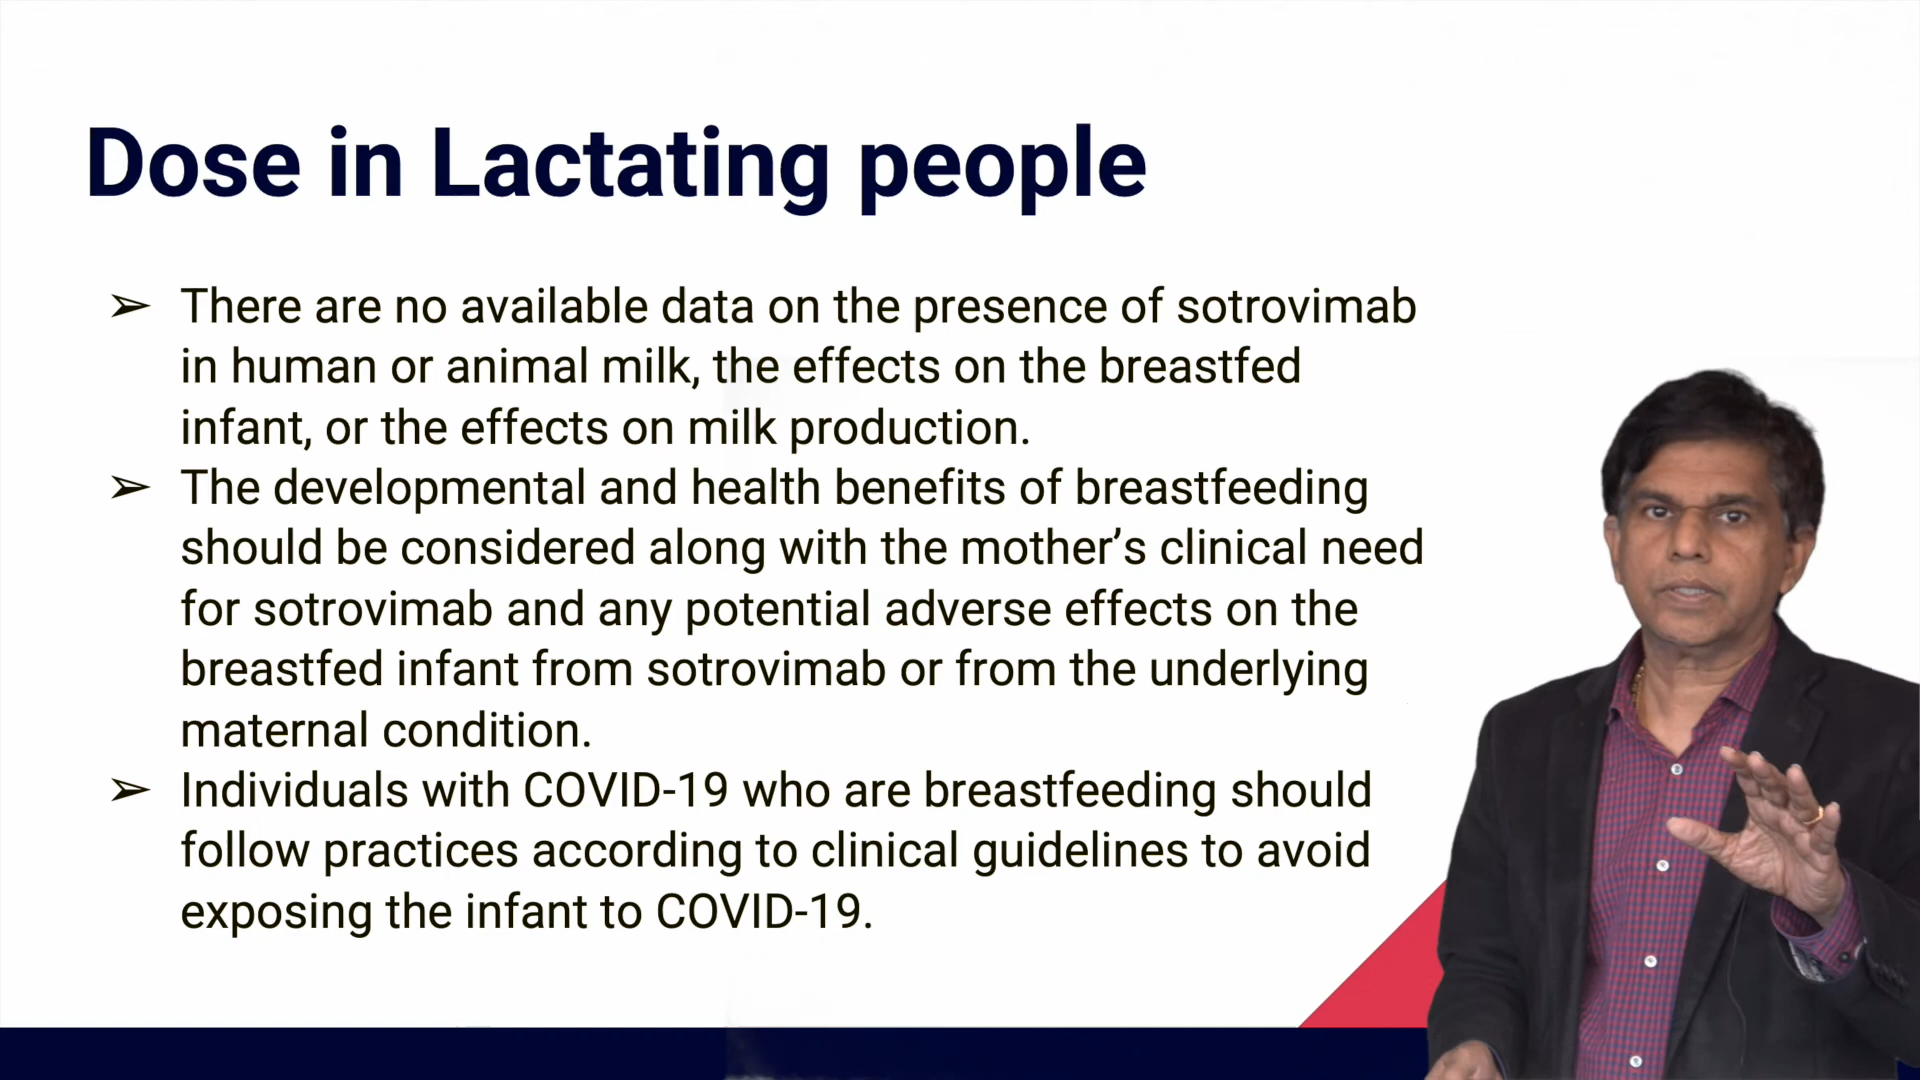 Dose in Lactating people
➢ There are no available data on the presence of sotrovimab
in human or animal milk, the effects on the breastfed
infant, or the effects on milk production.
➢ The developmental and health benefits of breastfeeding
should be considered along with the mother’s clinical need
for sotrovimab and any potential adverse effects on the
breastfed infant from sotrovimab or from the underlying
maternal condition.
➢ Individuals with COVID-19 who are breastfeeding should
follow practices according to clinical guidelines to avoid
exposing the infant to COVID-19.